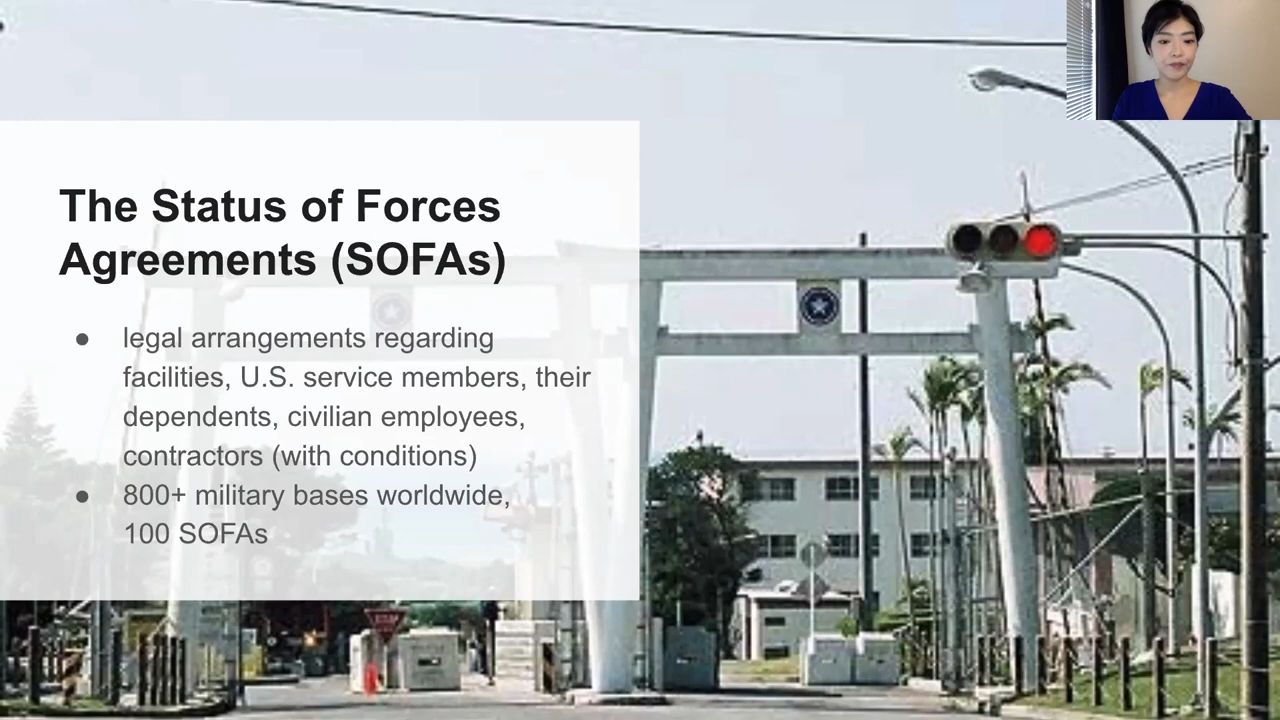 The Status of Forces
Agreements (SOFAs)
● legal arrangements regarding
facilities, U.S. service members, their
dependents, civilian employees,
contractors (with conditions)
● 800+ military bases worldwide,
100 SOFAs